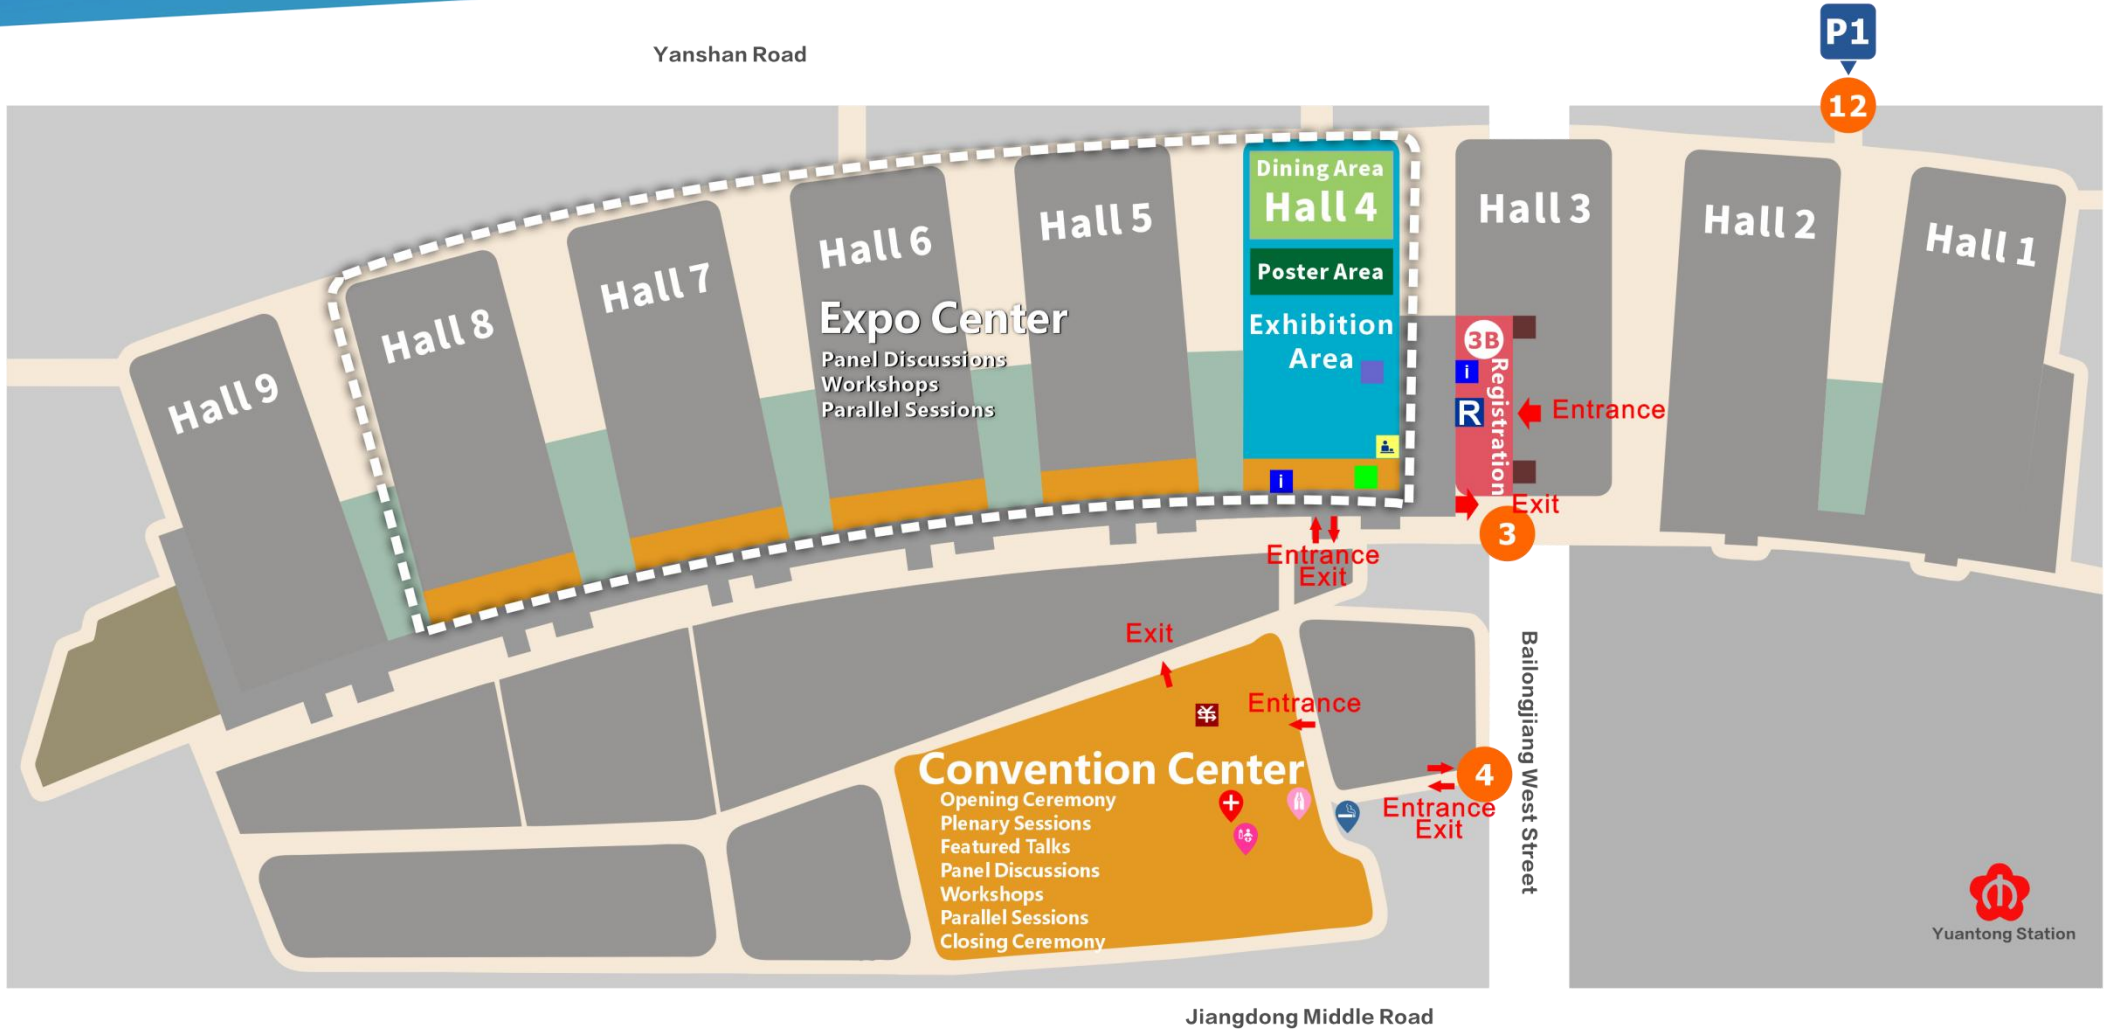 Yanshan Road
P1
12
Hall 9
Hall 8
Hall 7
Hall 6
Hall 5
Dining Area
Hall 4
Poster Area
Exhibition
Area
Hall 3
Hall 2
Hall 1
Expo Center
Panel Discussions
Workshops
Parallel Sessions
3B
Registration
i
R
Entrance
Exit
3
i
Entrance
Exit
Exit
Entrance
Convention Center
Opening Ceremony
Plenary Sessions
Featured Talks
Panel Discussions
Workshops
Parallel Sessions
Closing Ceremony
4
Entrance
Exit
Bailongjiang West Street
Yuantong Station
Jiangdong Middle Road